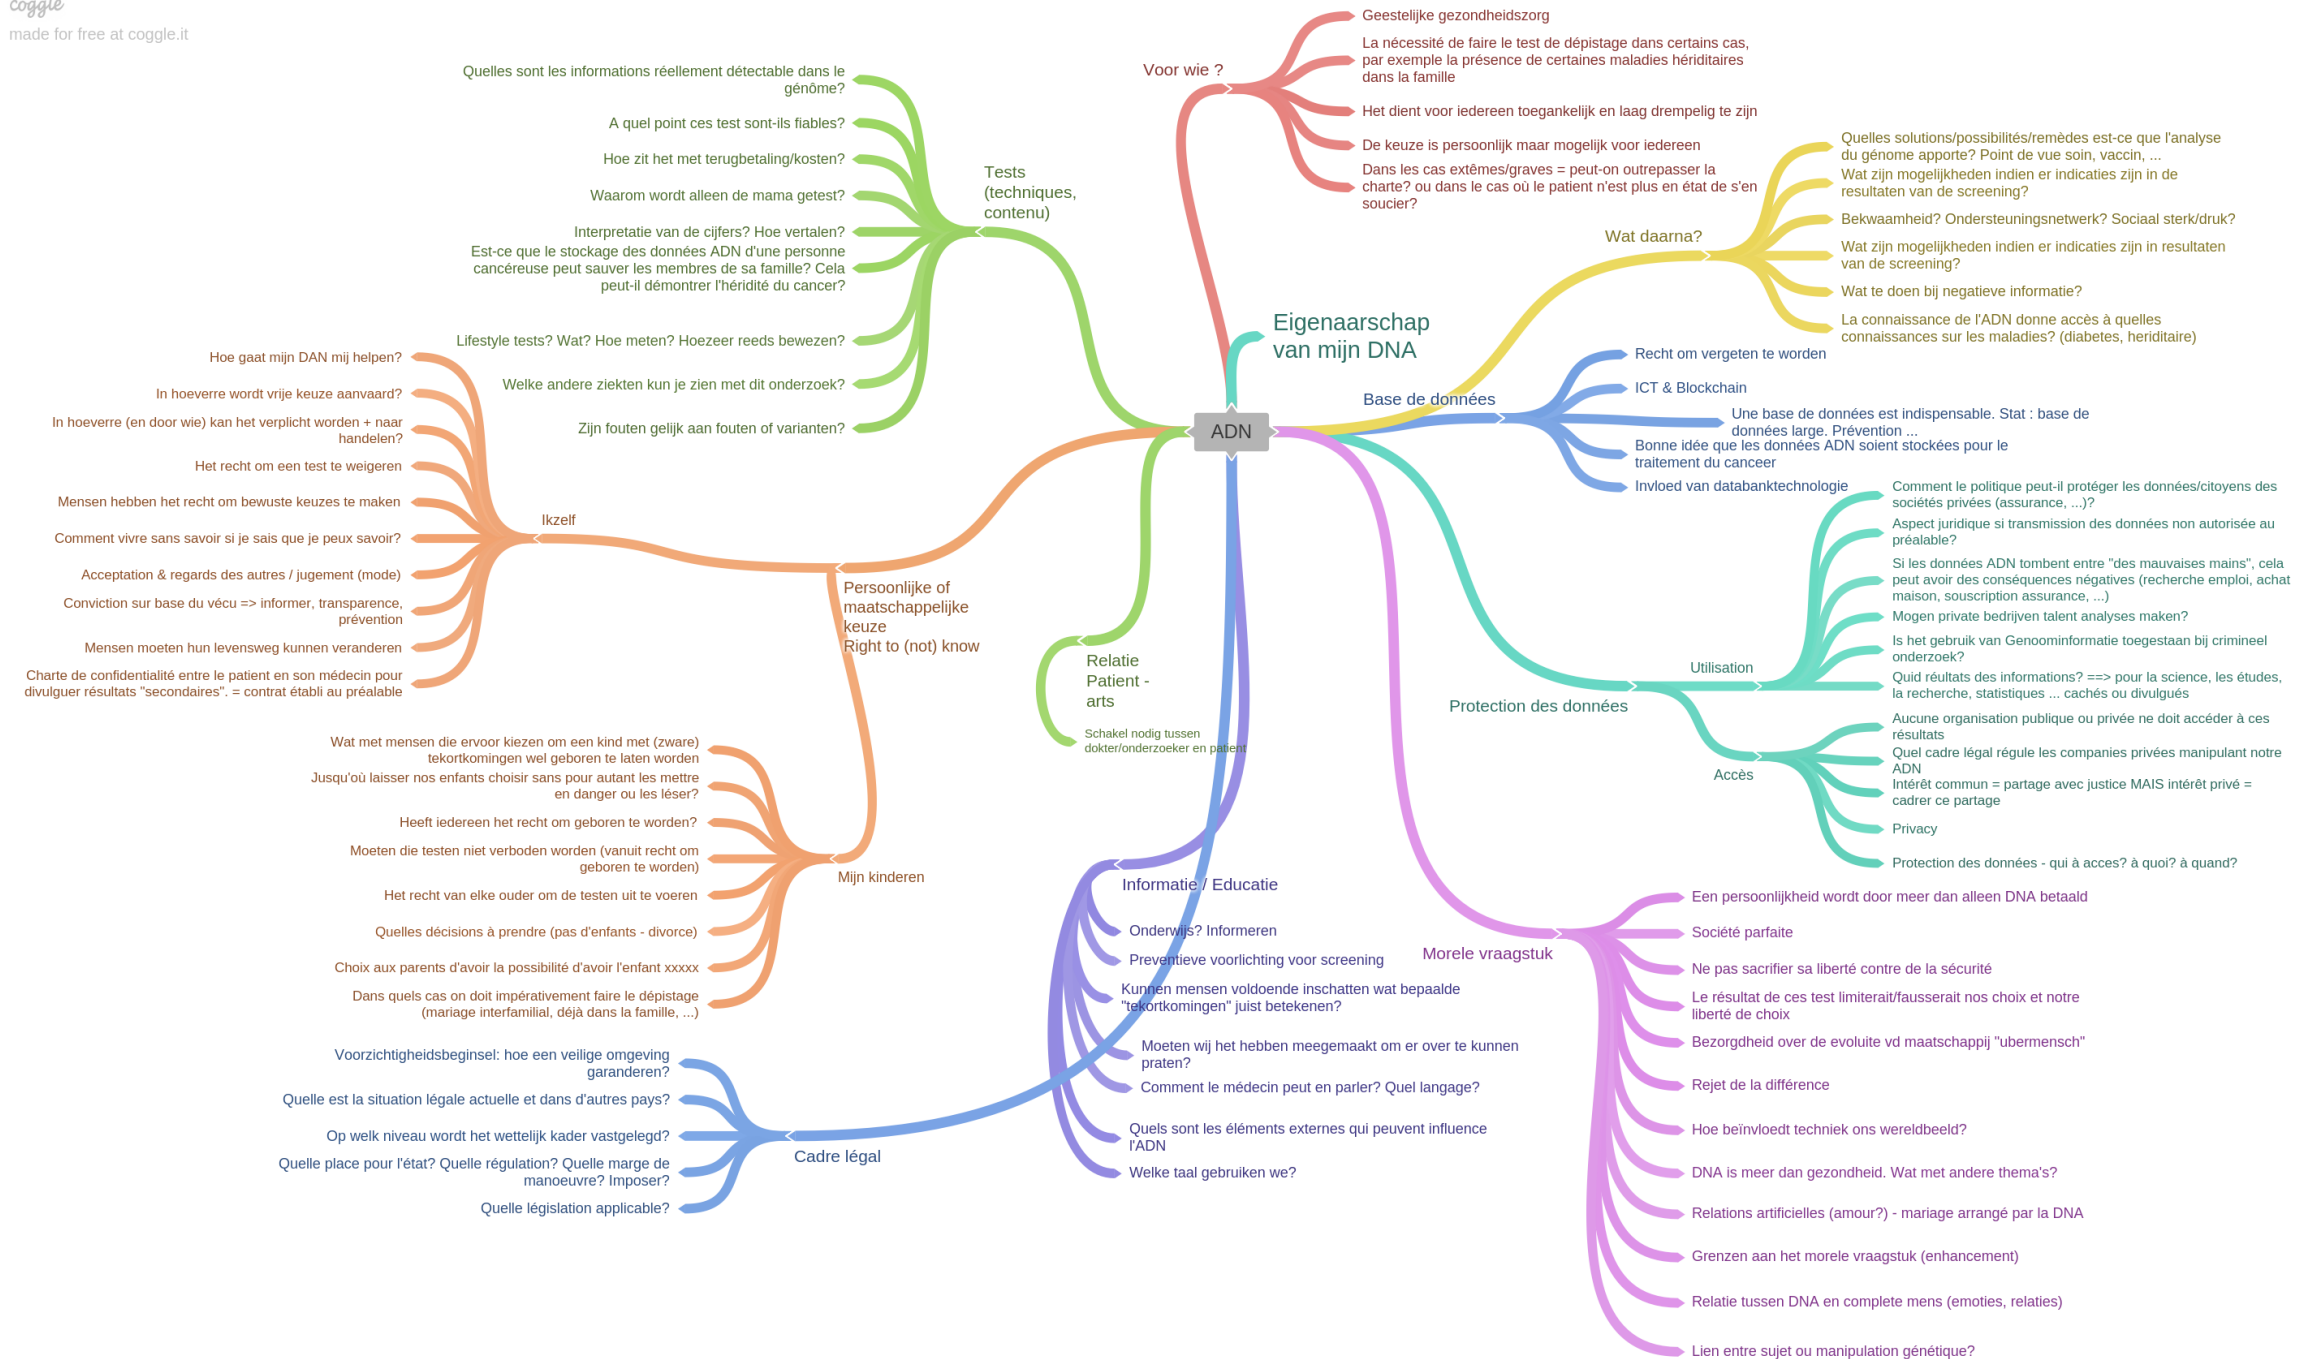 coggle
made for free at coggle.it
ADN
Voor wie ?
Geestelijke gezondheidszorg
La nécessité de faire le test de dépistage dans certains cas,
par exemple la présence de certaines maladies hériditaires
dans la famille
Het dient voor iedereen toegankelijk en laag drempelig te zijn
De keuze is persoonlijk maar mogelijk voor iedereen
Dans les cas extêmes/graves = peut-on outrepasser la
charte? ou dans le cas où le patient n'est plus en état de s'en
soucier?
Wat daarna?
Quelles solutions/possibilités/remèdes est-ce que l'analyse
du génome apporte? Point de vue soin, vaccin, ...
Wat zijn mogelijkheden indien er indicaties zijn in de
resultaten van de screening?
Bekwaamheid? Ondersteuningsnetwerk? Sociaal sterk/druk?
Wat zijn mogelijkheden indien er indicaties zijn in resultaten
van de screening?
Wat te doen bij negatieve informatie?
La connaissance de l'ADN donne accès à quelles
connaissances sur les maladies? (diabetes, heriditaire)
Eigenaarschap
van mijn DNA
Base de données
Recht om vergeten te worden
ICT & Blockchain
Une base de données est indispensable. Stat : base de
données large. Prévention ...
Bonne idée que les données ADN soient stockées pour le
traitement du canceer
Invloed van databanktechnologie
Protection des données
Utilisation
Comment le politique peut-il protéger les données/citoyens des
sociétés privées (assurance, ...)?
Aspect juridique si transmission des données non autorisée au
préalable?
Si les données ADN tombent entre "des mauvaises mains", cela
peut avoir des conséquences négatives (recherche emploi, achat
maison, souscription assurance, ...)
Mogen private bedrijven talent analyses maken?
Is het gebruik van Genoominformatie toegestaan bij crimineel
onderzoek?
Quid réultats des informations? ==> pour la science, les études,
la recherche, statistiques ... cachés ou divulgués
Accès
Aucune organisation publique ou privée ne doit accéder à ces
résultats
Quel cadre légal régule les companies privées manipulant notre
ADN
Intérêt commun = partage avec justice MAIS intérêt privé =
cadrer ce partage
Privacy
Protection des données - qui à acces? à quoi? à quand?
Morele vraagstuk
Een persoonlijkheid wordt door meer dan alleen DNA betaald
Société parfaite
Ne pas sacrifier sa liberté contre de la sécurité
Le résultat de ces test limiterait/fausserait nos choix et notre
liberté de choix
Bezorgdheid over de evoluite vd maatschappij "ubermensch"
Rejet de la différence
Hoe beïnvloedt techniek ons wereldbeeld?
DNA is meer dan gezondheid. Wat met andere thema's?
Relations artificielles (amour?) - mariage arrangé par la DNA
Grenzen aan het morele vraagstuk (enhancement)
Relatie tussen DNA en complete mens (emoties, relaties)
Lien entre sujet ou manipulation génétique?
Tests
(techniques,
contenu)
Quelles sont les informations réellement détectable dans le
génôme?
A quel point ces test sont-ils fiables?
Hoe zit het met terugbetaling/kosten?
Waarom wordt alleen de mama getest?
Interpretatie van de cijfers? Hoe vertalen?
Est-ce que le stockage des données ADN d'une personne
cancéreuse peut sauver les membres de sa famille? Cela
peut-il démontrer l'héridité du cancer?
Lifestyle tests? Wat? Hoe meten? Hoezeer reeds bewezen?
Welke andere ziekten kun je zien met dit onderzoek?
Zijn fouten gelijk aan fouten of varianten?
Persoonlijke of
maatschappelijke
keuze
Right to (not) know
Ikzelf
Hoe gaat mijn DAN mij helpen?
In hoeverre wordt vrije keuze aanvaard?
In hoeverre (en door wie) kan het verplicht worden + naar
handelen?
Het recht om een test te weigeren
Mensen hebben het recht om bewuste keuzes te maken
Comment vivre sans savoir si je sais que je peux savoir?
Acceptation & regards des autres / jugement (mode)
Conviction sur base du vécu => informer, transparence,
prévention
Mensen moeten hun levensweg kunnen veranderen
Charte de confidentialité entre le patient en son médecin pour
divulguer résultats "secondaires". = contrat établi au préalable
Mijn kinderen
Wat met mensen die ervoor kiezen om een kind met (zware)
tekortkomingen wel geboren te laten worden
Jusqu'où laisser nos enfants choisir sans pour autant les mettre
en danger ou les léser?
Heeft iedereen het recht om geboren te worden?
Moeten die testen niet verboden worden (vanuit recht om
geboren te worden)
Het recht van elke ouder om de testen uit te voeren
Quelles décisions à prendre (pas d'enfants - divorce)
Choix aux parents d'avoir la possibilité d'avoir l'enfant xxxxx
Dans quels cas on doit impérativement faire le dépistage
(mariage interfamilial, déjà dans la famille, ...)
Relatie
Patient -
arts
Schakel nodig tussen
dokter/onderzoeker en patient
Informatie / Educatie
Onderwijs? Informeren
Preventieve voorlichting voor screening
Kunnen mensen voldoende inschatten wat bepaalde
"tekortkomingen" juist betekenen?
Moeten wij het hebben meegemaakt om er over te kunnen
praten?
Comment le médecin peut en parler? Quel langage?
Quels sont les éléments externes qui peuvent influence
l'ADN
Welke taal gebruiken we?
Cadre légal
Voorzichtigheidsbeginsel: hoe een veilige omgeving
garanderen?
Quelle est la situation légale actuelle et dans d'autres pays?
Op welk niveau wordt het wettelijk kader vastgelegd?
Quelle place pour l'état? Quelle régulation? Quelle marge de
manoeuvre? Imposer?
Quelle législation applicable?